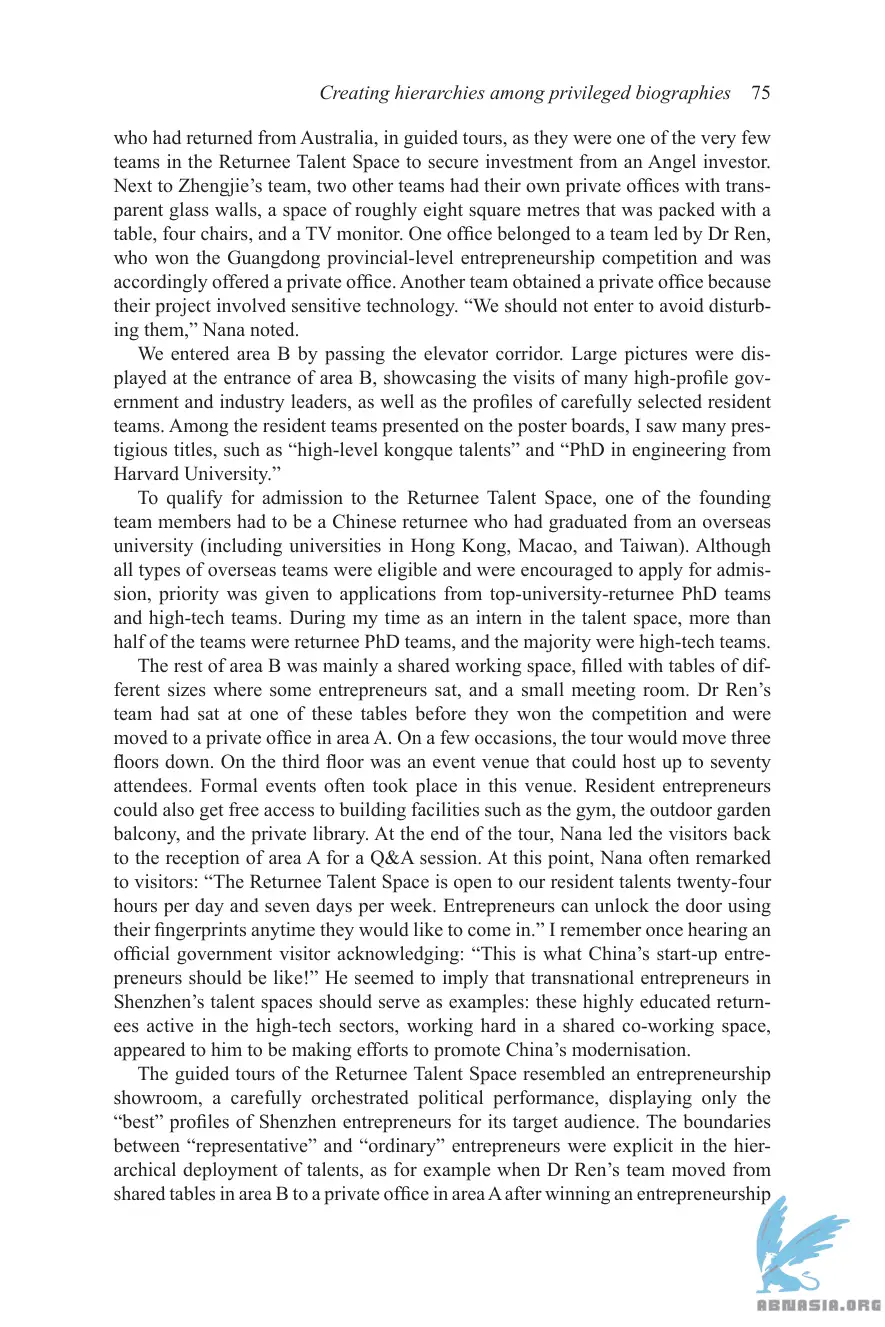 Creating hierarchies among privileged biographies 75
who had returned from Australia, in guided tours, as they were one of the very few
teams in the Returnee Talent Space to secure investment from an Angel investor.
Next to Zhengjie’s team, two other teams had their own private offices with trans-
parent glass walls, a space of roughly eight square metres that was packed with a
table, four chairs, and a TV monitor. One office belonged to a team led by Dr Ren,
who won the Guangdong provincial-level entrepreneurship competition and was
accordingly offered a private office. Another team obtained a private office because
their project involved sensitive technology. “We should not enter to avoid disturb-
ing them,” Nana noted.
We entered area B by passing the elevator corridor. Large pictures were dis-
played at the entrance of area B, showcasing the visits of many high-profile gov-
ernment and industry leaders, as well as the profiles of carefully selected resident
teams. Among the resident teams presented on the poster boards, I saw many pres-
tigious titles, such as “high-level kongque talents” and “PhD in engineering from
Harvard University.”
To qualify for admission to the Returnee Talent Space, one of the founding
team members had to be a Chinese returnee who had graduated from an overseas
university (including universities in Hong Kong, Macao, and Taiwan). Although
all types of overseas teams were eligible and were encouraged to apply for admis-
sion, priority was given to applications from top-university-returnee PhD teams
and high-tech teams. During my time as an intern in the talent space, more than
half of the teams were returnee PhD teams, and the majority were high-tech teams.
The rest of area B was mainly a shared working space, filled with tables of dif-
ferent sizes where some entrepreneurs sat, and a small meeting room. Dr Ren’s
team had sat at one of these tables before they won the competition and were
moved to a private office in area A. On a few occasions, the tour would move three
floors down. On the third floor was an event venue that could host up to seventy
attendees. Formal events often took place in this venue. Resident entrepreneurs
could also get free access to building facilities such as the gym, the outdoor garden
balcony, and the private library. At the end of the tour, Nana led the visitors back
to the reception of area A for a Q&A session. At this point, Nana often remarked
to visitors: “The Returnee Talent Space is open to our resident talents twenty-four
hours per day and seven days per week. Entrepreneurs can unlock the door using
their fingerprints anytime they would like to come in.” I remember once hearing an
official government visitor acknowledging: “This is what China’s start-up entre-
preneurs should be like!” He seemed to imply that transnational entrepreneurs in
Shenzhen’s talent spaces should serve as examples: these highly educated return-
ees active in the high-tech sectors, working hard in a shared co-working space,
appeared to him to be making efforts to promote China’s modernisation.
The guided tours of the Returnee Talent Space resembled an entrepreneurship
showroom, a carefully orchestrated political performance, displaying only the
“best” profiles of Shenzhen entrepreneurs for its target audience. The boundaries
between “representative” and “ordinary” entrepreneurs were explicit in the hier-
archical deployment of talents, as for example when Dr Ren’s team moved from
shared tables in area B to a private office in area A after winning an entrepreneurship
ABNASIA.ORG